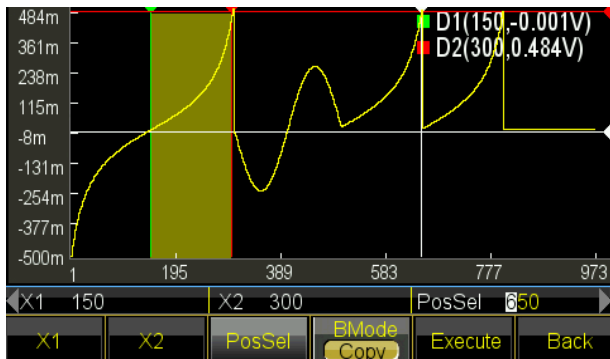 484m
D1(150,-0.001V)
361m
D2(300,0.484V)
238m
115m
-8m
-131m
-254m
-377m
-500m
1 195 389 583 777 973
X1 150 X2 300 PosSel 650
X1 X2 PosSel BMode Execute Back
Copy